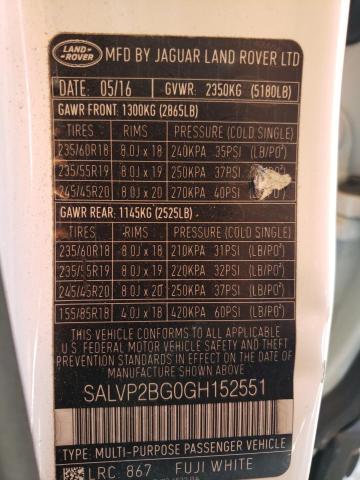 LAND-
ROVER
MFD BY JAGUAR LAND ROVER LTD
DATE: 05/16 GVWR: 2350KG (5180LB)
GAWR FRONT: 1300KG (2865LB)
TIRES RIMS PRESSURE (COLD SINGLE)
235/60R18 8.0J x 18 240KPA 35PSI (LB/PO²)
235/55R19 8.0J x 19 250KPA 37PSI (LB/PO²)
245/45R20 8.0J x 20 270KPA 40PSI (LB/PO²)
GAWR REAR: 1145KG (2525LB)
TIRES RIMS PRESSURE (COLD SINGLE)
235/60R18 8.0J x 18 210KPA 31PSI (LB/PO²)
235/55R19 8.0J x 19 220KPA 32PSI (LB/PO²)
245/45R20 8.0J x 20 250KPA 37PSI (LB/PO²)
155/85R18 4.0J x 18 420KPA 60PSI (LB/PO²)
THIS VEHICLE CONFORMS TO ALL APPLICABLE
U.S. FEDERAL MOTOR VEHICLE SAFETY STANDARDS
IN EFFECT ON THE DATE OF MANUFACTURE SHOWN ABOVE
SALVP2BG0GH152551
TYPE: MULTI-PURPOSE PASSENGER VEHICLE
LRC: 867 FUJI WHITE